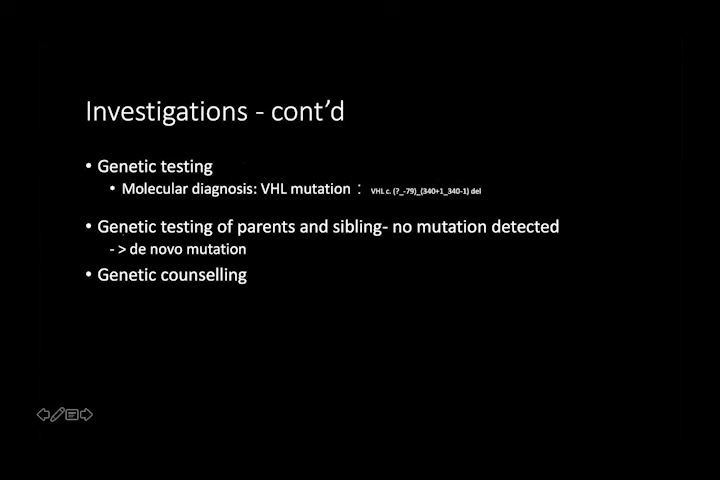 Investigations - cont’d
• Genetic testing
• Molecular diagnosis: VHL mutation : VHL c. (?_-79)_(340+1_340-1) del
• Genetic testing of parents and sibling- no mutation detected
- > de novo mutation
• Genetic counselling